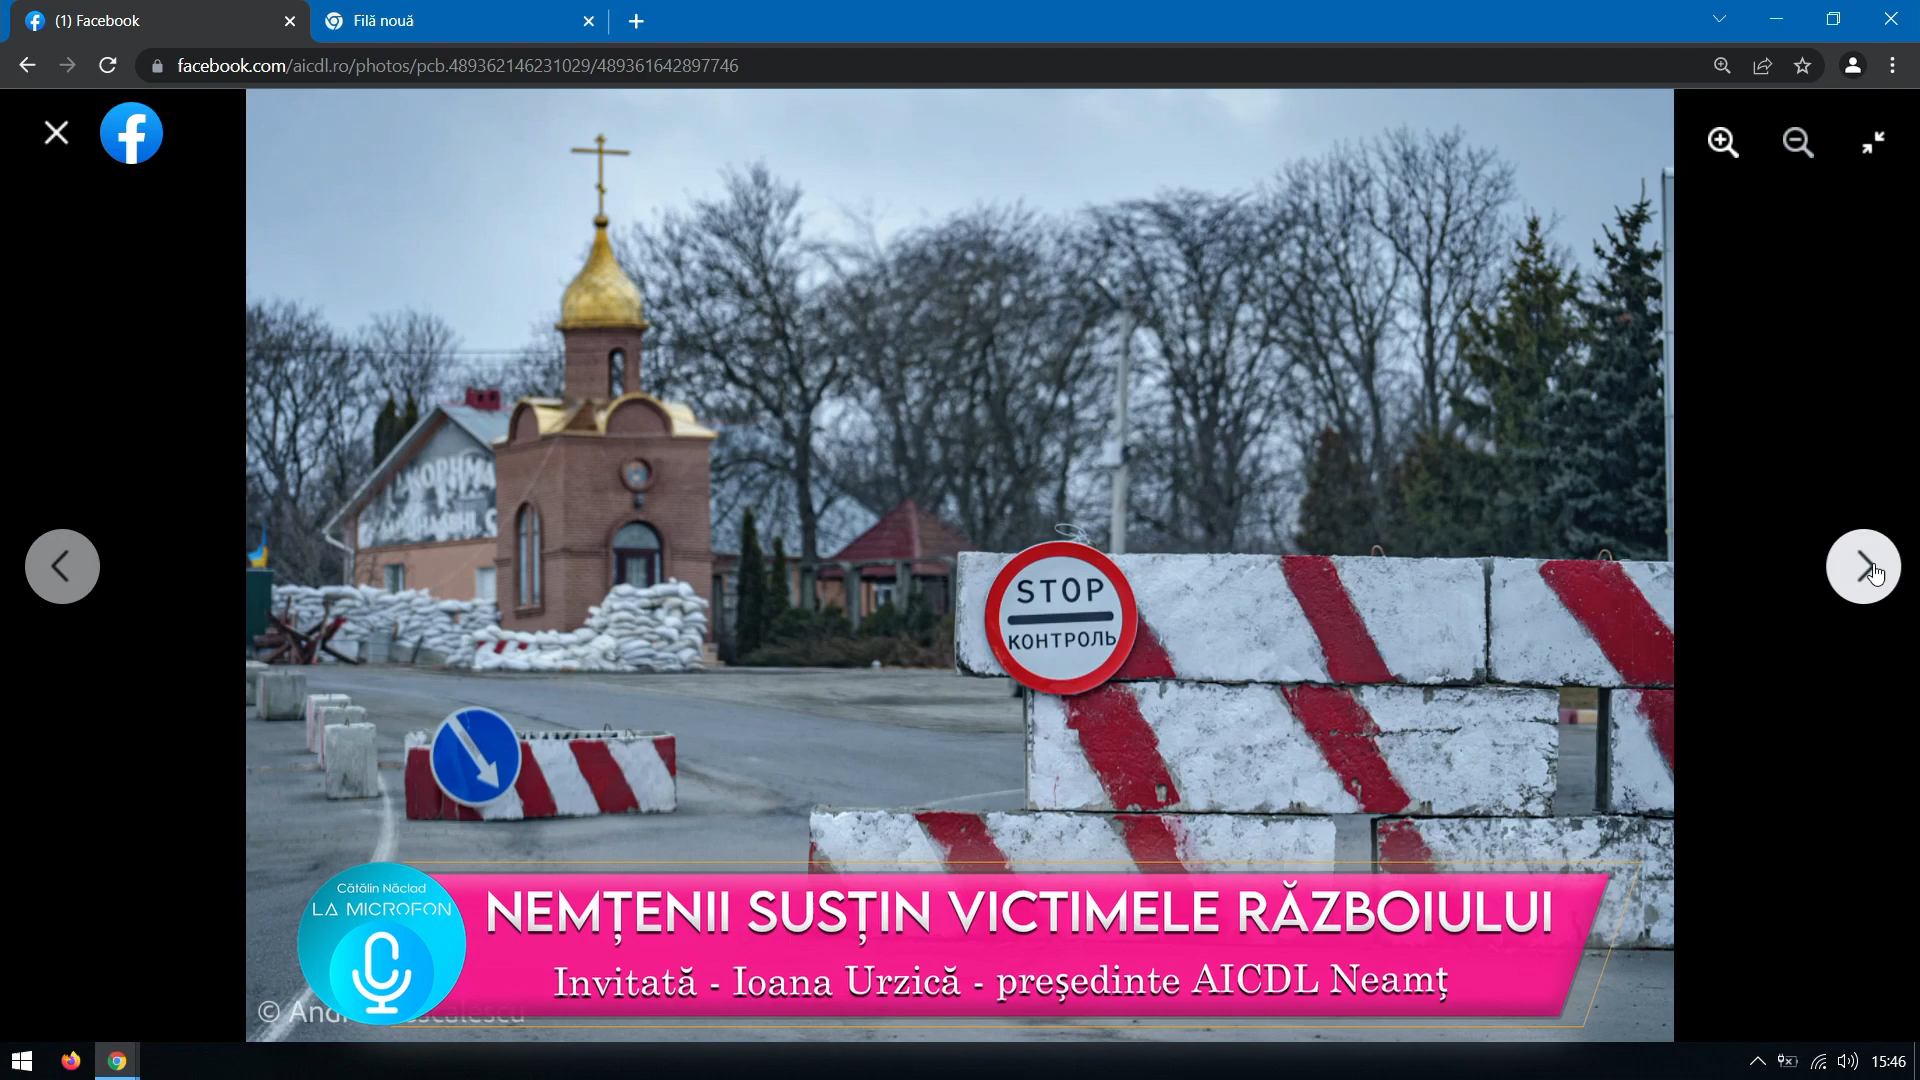 (1) Facebook
Filă nouă
facebook.com/aicdl.ro/photos/pcb.489362146231029/489361642897746
STOP
КОНТРОЛЬ
Cătălin Năclad
LA MICROFON
NEMȚENII SUSȚIN VICTIMELE RĂZBOIULUI
Invitată - Ioana Urzică - președinte AICDL Neamț
15:46